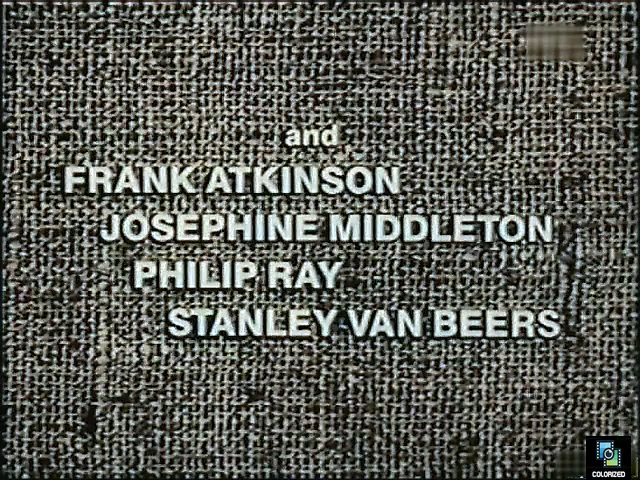 and
FRANK ATKINSON
JOSEPHINE MIDDLETON
PHILIP RAY
STANLEY VAN BEERS
COLORIZED